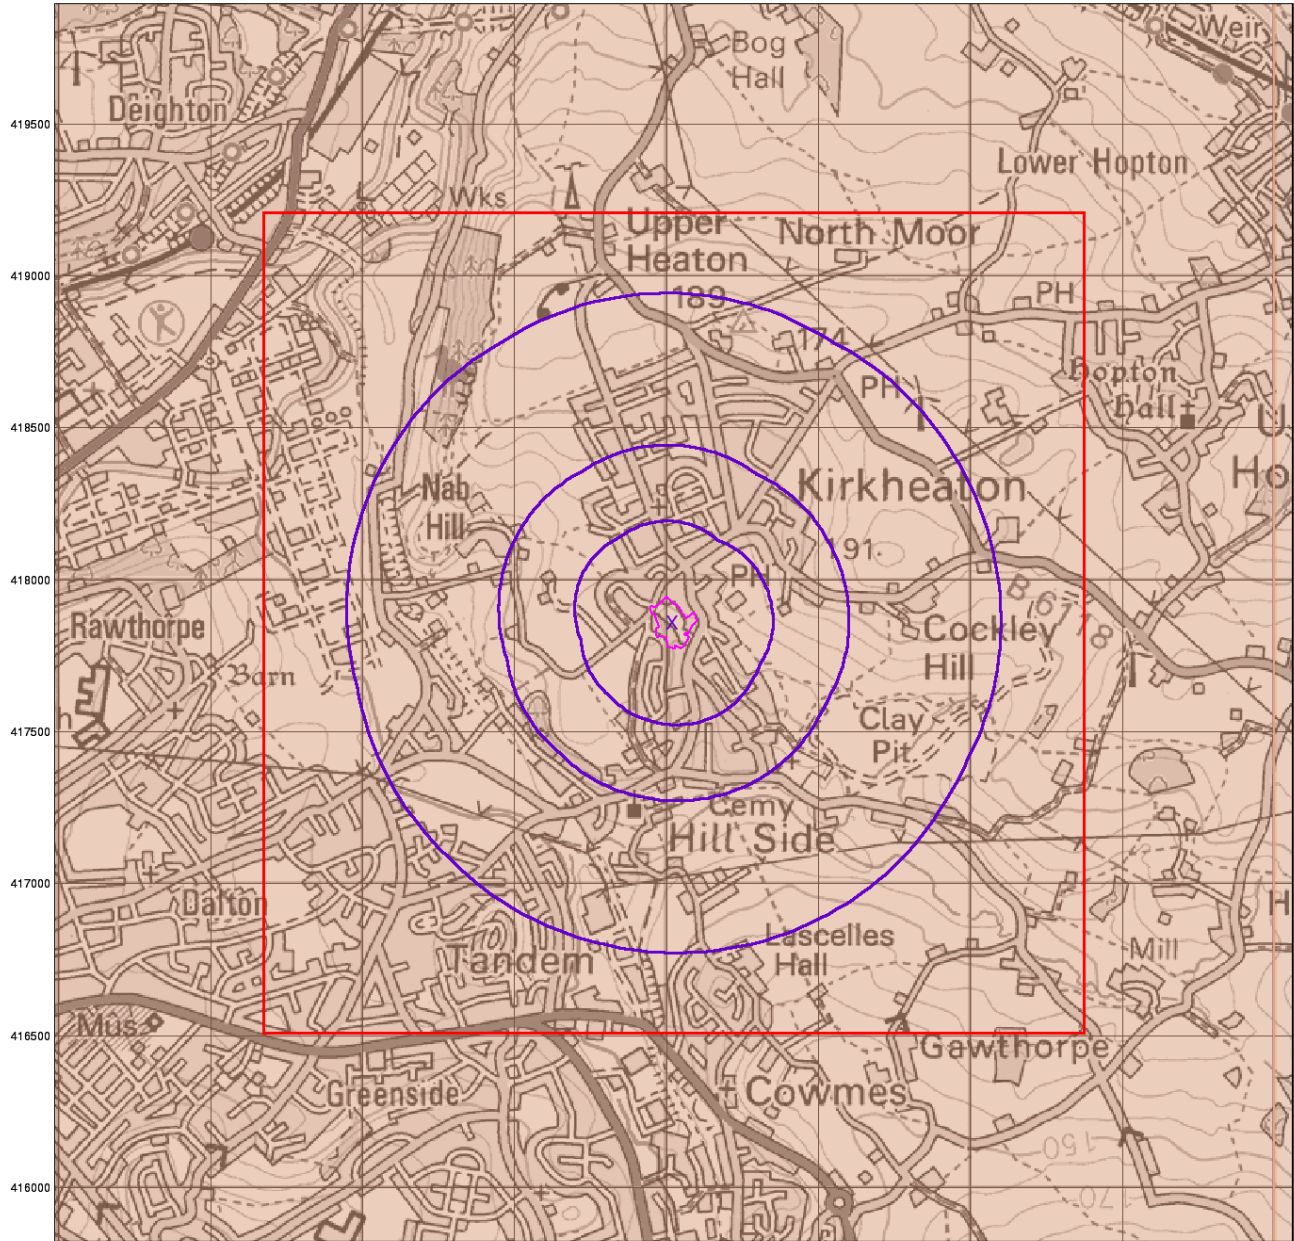 Weir
Bog
Hall
Deighton
419500
Lower Hopton
Wks
Upper
Heaton
North Moor
419000
189
PH
174
Hopton
Hall
PH
418500
Kirkheaton
Nab
Hill
191
418000
PH
B 6118
Rawthorpe
Cockley
Hill
Barn
Clay
Pit
417500
Cemy
Hill Side
417000
Dalton
H
Lascelles
Hall
Mill
Tandem
416500
Mus
Gawthorpe
Greenside
Cowmes
150
170
416000